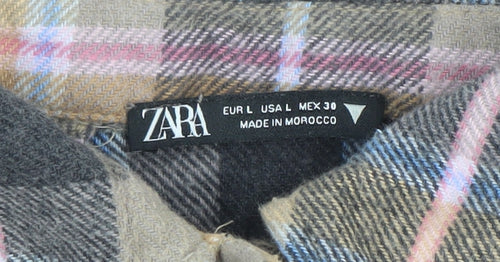 ZARA
EUR L USA L MEX 30
MADE IN MOROCCO